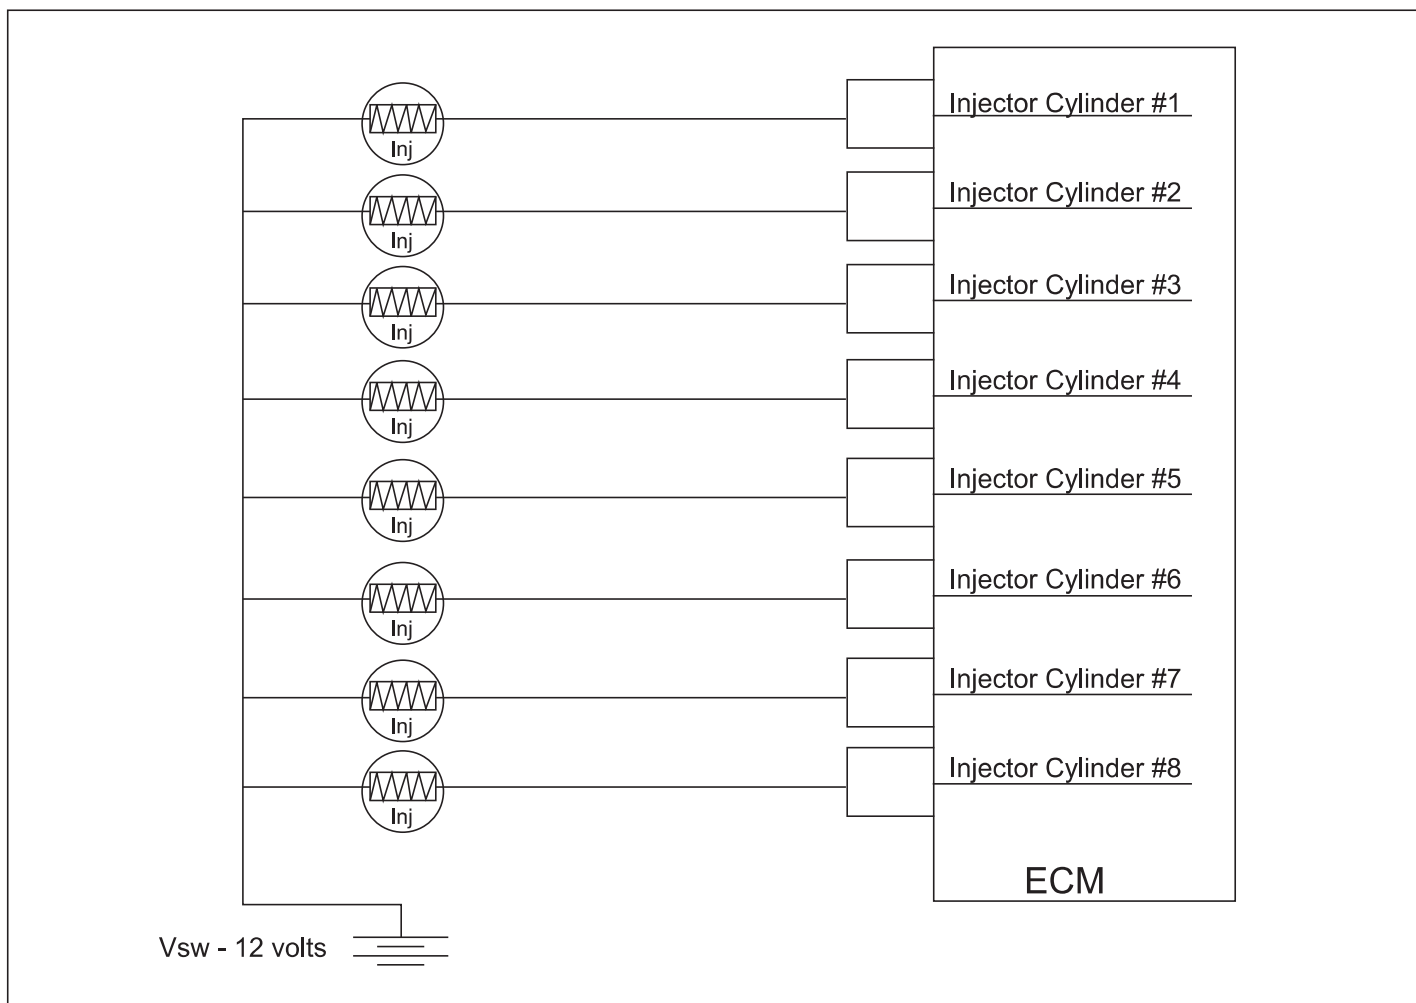 Injector Cylinder #1
Inj
Injector Cylinder #2
Inj
Injector Cylinder #3
Inj
Injector Cylinder #4
Inj
Injector Cylinder #5
Inj
Injector Cylinder #6
Inj
Injector Cylinder #7
Inj
Injector Cylinder #8
Inj
ECM
Vsw - 12 volts